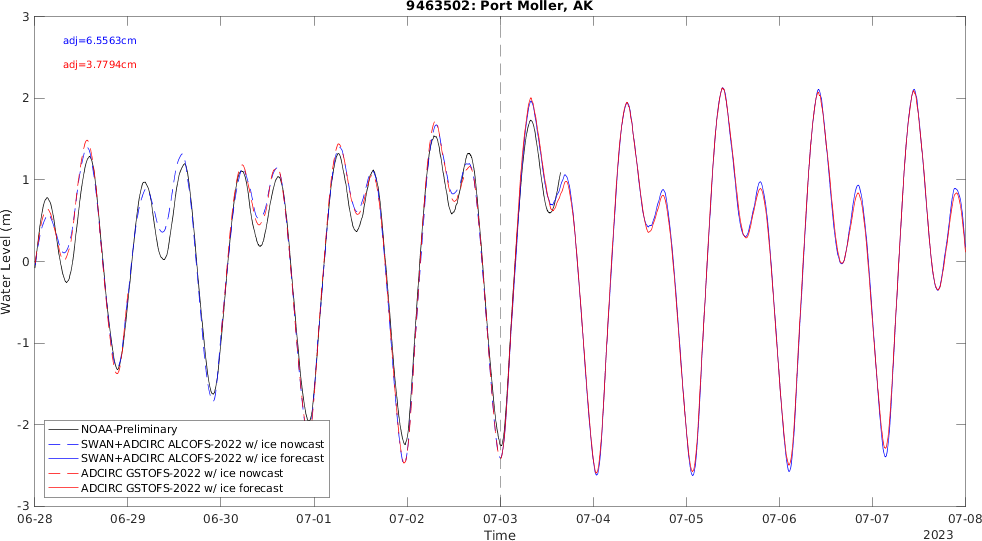 9463502: Port Moller, AK
adj=6.5563cm
adj=3.7794cm
3
2
1
0
-1
-2
-3
Water Level (m)
NOAA-Preliminary
SWAN+ADCIRC ALCOFS-2022 w/ ice nowcast
SWAN+ADCIRC ALCOFS-2022 w/ ice forecast
ADCIRC GSTOFS-2022 w/ ice nowcast
ADCIRC GSTOFS-2022 w/ ice forecast
06-28 06-29 06-30 07-01 07-02 07-03 07-04 07-05 07-06 07-07 07-08
Time
2023